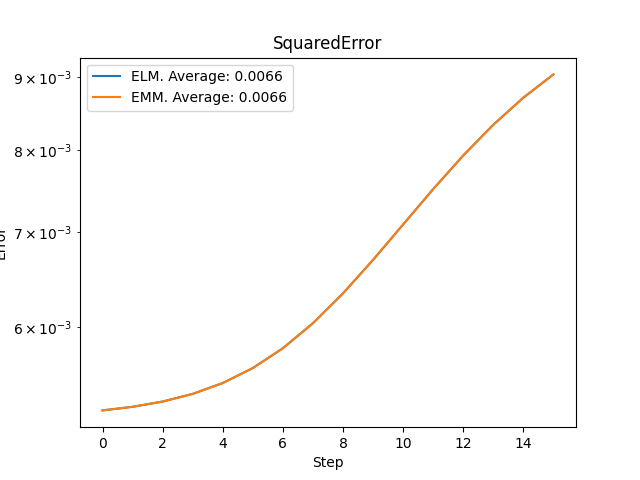 SquaredError
ELM. Average: 0.0066
EMM. Average: 0.0066
9 × 10⁻³
8 × 10⁻³
7 × 10⁻³
6 × 10⁻³
Error
0 2 4 6 8 10 12 14
Step